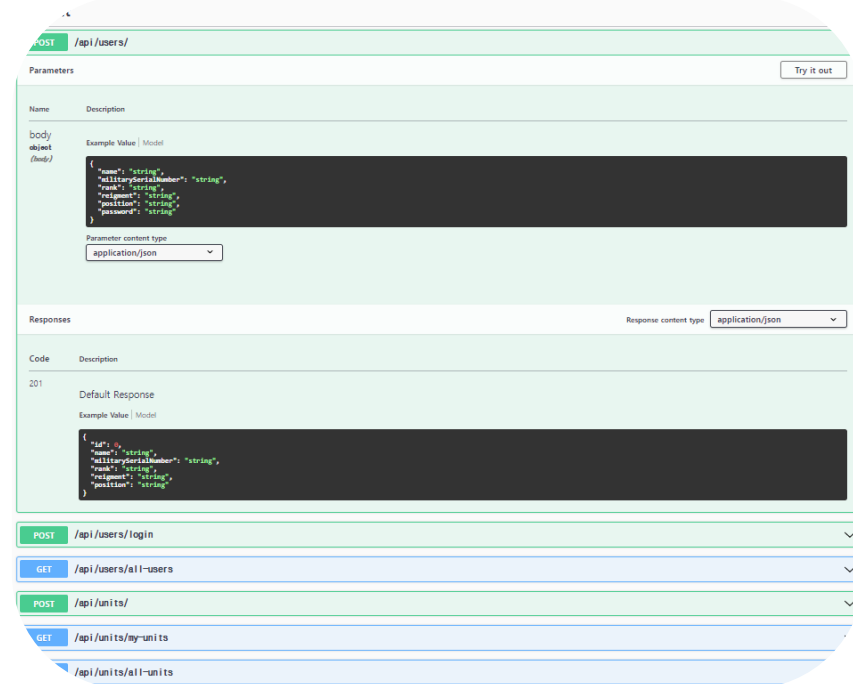 POST /api/users/
Parameters
Try it out
Name Description
body
object
(body)
Example Value | Model
{
"name": "string",
"militarySerialNumber": "string",
"rank": "string",
"reigment": "string",
"position": "string",
"password": "string"
}
Parameter content type
application/json
Responses
Response content type application/json
Code Description
201
Default Response
Example Value | Model
{
"id": 0,
"name": "string",
"militarySerialNumber": "string",
"rank": "string",
"reigment": "string",
"position": "string"
}
POST /api/users/login
GET /api/users/all-users
POST /api/units/
GET /api/units/my-units
/api/units/all-units